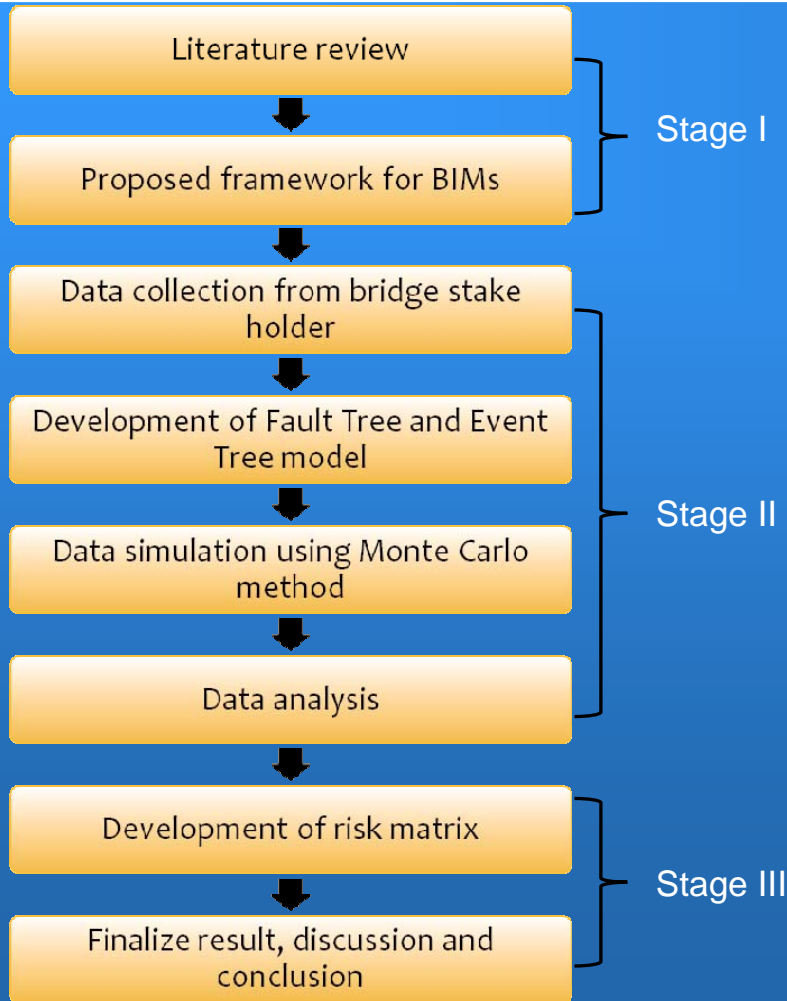 Literature review
Stage I
Proposed framework for BIMs
Data collection from bridge stake
holder
Development of Fault Tree and Event
Tree model
Stage II
Data simulation using Monte Carlo
method
Data analysis
Development of risk matrix
Stage III
Finalize result, discussion and
conclusion